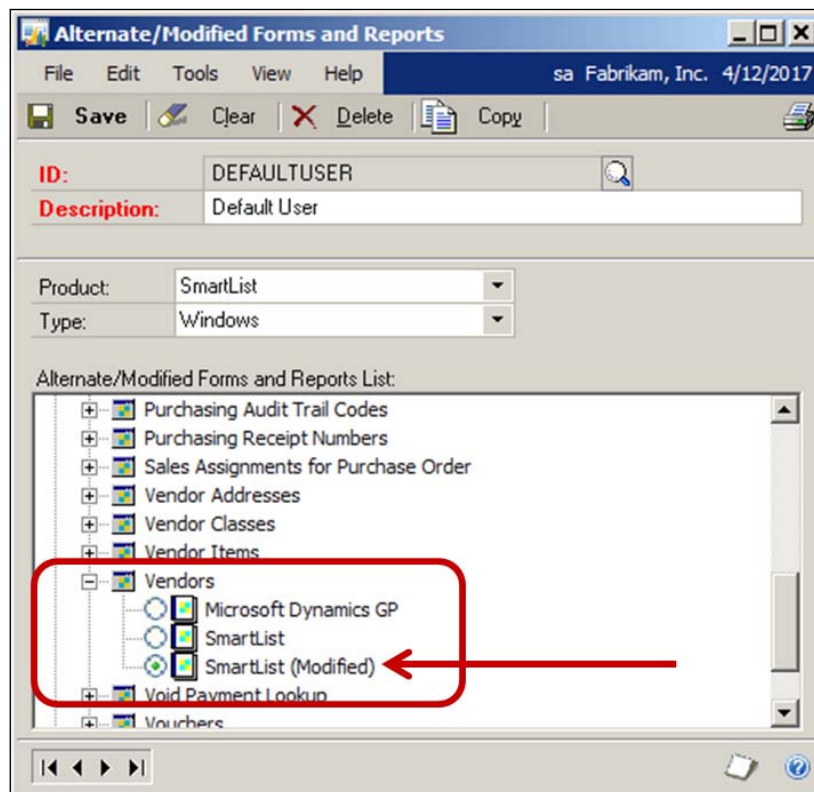 Alternate/Modified Forms and Reports
File Edit Tools View Help sa Fabrikam, Inc. 4/12/2017
Save Clear Delete Copy
ID: DEFAULTUSER
Description: Default User
Product: SmartList
Type: Windows
Alternate/Modified Forms and Reports List:
Purchasing Audit Trail Codes
Purchasing Receipt Numbers
Sales Assignments for Purchase Order
Vendor Addresses
Vendor Classes
Vendor Items
Vendors
Microsoft Dynamics GP
SmartList
SmartList (Modified)
Void Payment Lookup
Vouchers